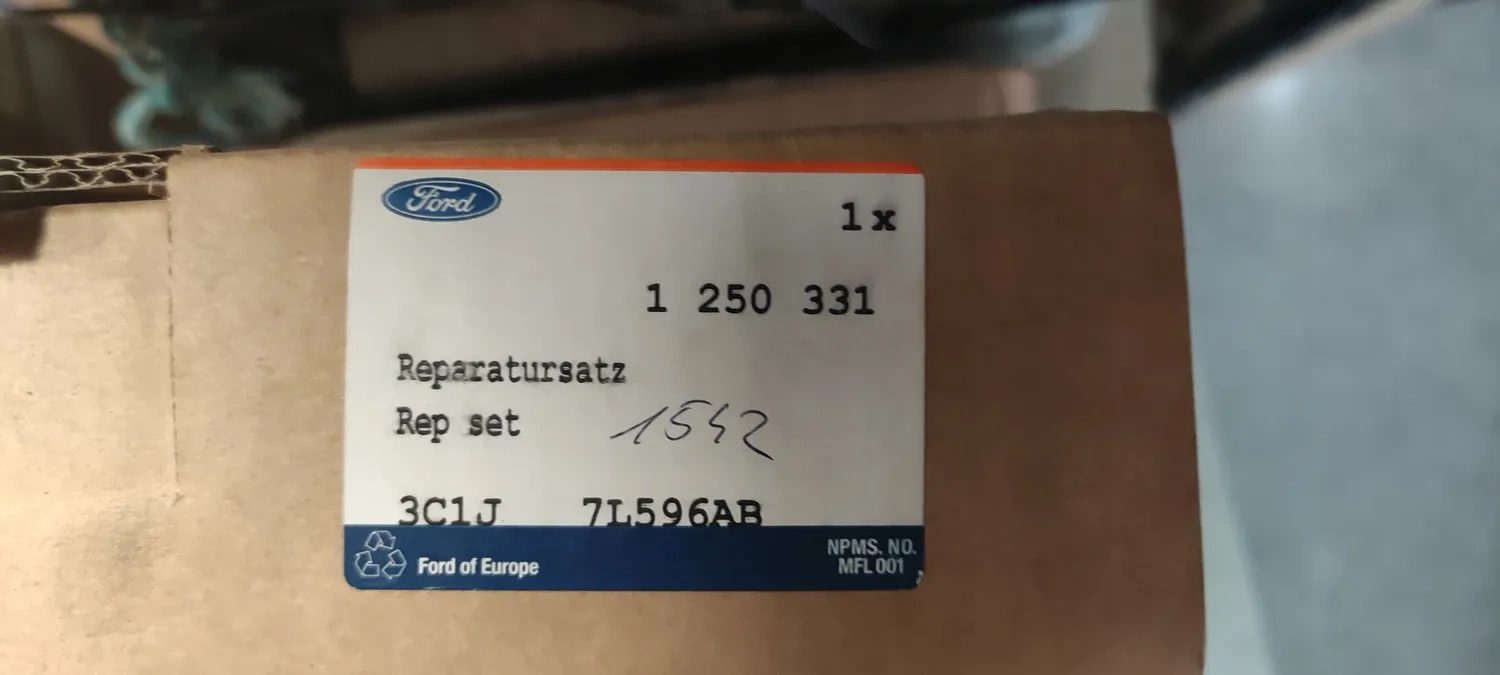 Ford
1x
1 250 331
Reparatursatz
Rep set
1542
3C1J 7L596AB
Ford of Europe
NPMS. NO.
MFL 001